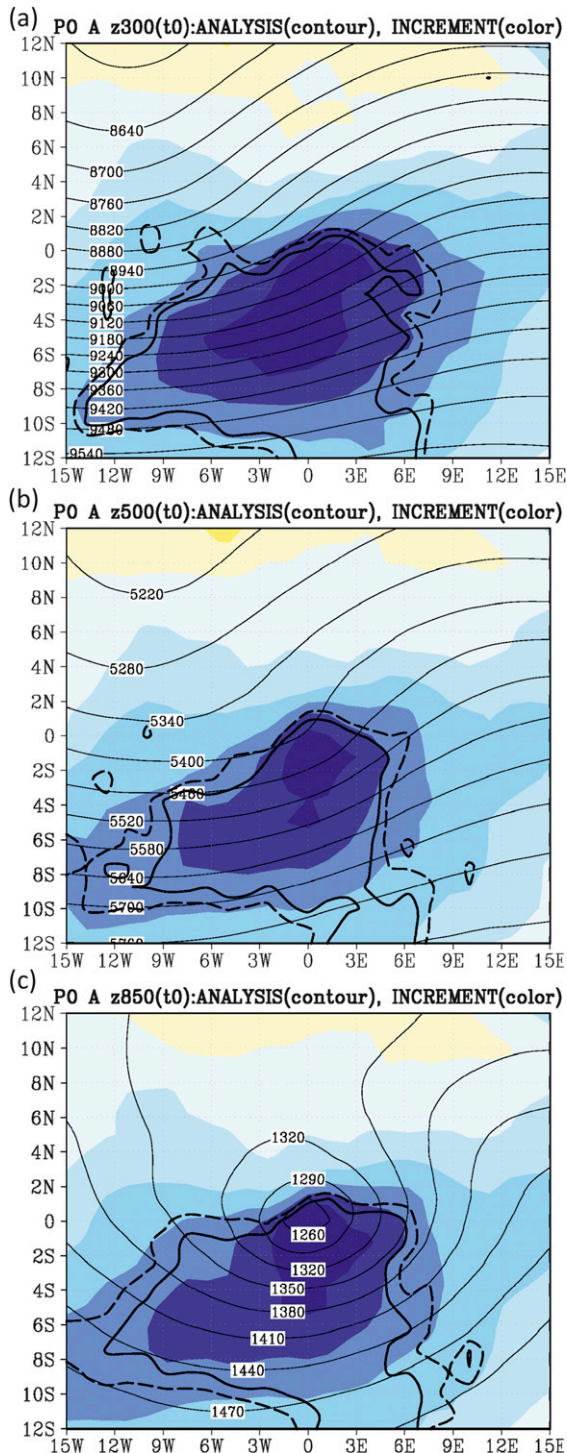 (a)
P0 A z300(t0):ANALYSIS(contour), INCREMENT(color)
12N
10N
8N
6N
4N
2N
0
2S
4S
6S
8S
10S
12S
8640
8700
8760
8820
8880
8940
9000
9060
9120
9180
9240
9300
9360
9420
9480
9540
15W 12W 9W 6W 3W 0 3E 6E 9E 12E 15E
(b)
P0 A z500(t0):ANALYSIS(contour), INCREMENT(color)
12N
10N
8N
6N
4N
2N
0
2S
4S
6S
8S
10S
12S
5220
5280
5340
5400
5460
5520
5580
5640
5700
5760
15W 12W 9W 6W 3W 0 3E 6E 9E 12E 15E
(c)
P0 A z850(t0):ANALYSIS(contour), INCREMENT(color)
12N
10N
8N
6N
4N
2N
0
2S
4S
6S
8S
10S
12S
1320
1290
1260
1320
1350
1380
1410
1440
1470
15W 12W 9W 6W 3W 0 3E 6E 9E 12E 15E